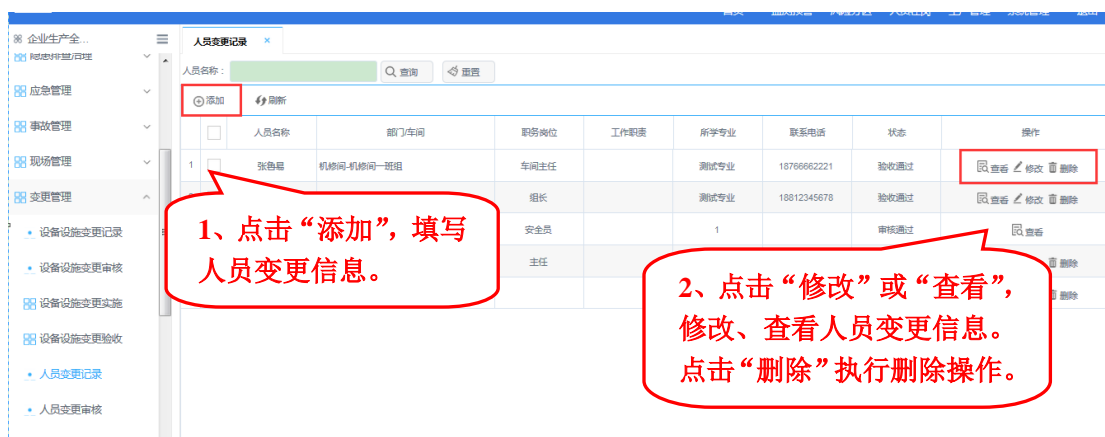 企业生产全...
人员变更记录 ×
隐患排查治理
应急管理
事故管理
现场管理
变更管理
设备设施变更记录
设备设施变更审核
设备设施变更实施
设备设施变更验收
人员变更记录
人员变更审核
人员名称： 查询 重置
添加 刷新
人员名称 部门/车间 职务岗位 工作职责 所学专业 联系电话 状态 操作
1 张鲁易 机修间-机修间一班组 车间主任 测试专业 18766662221 验收通过 查看 修改 删除
组长 测试专业 18812345678 验收通过 查看 修改 删除
安全员 1 审核通过 查看
主任 删除
删除
1、点击“添加”，填写
人员变更信息。
2、点击“修改”或“查看”，
修改、查看人员变更信息。
点击“删除”执行删除操作。